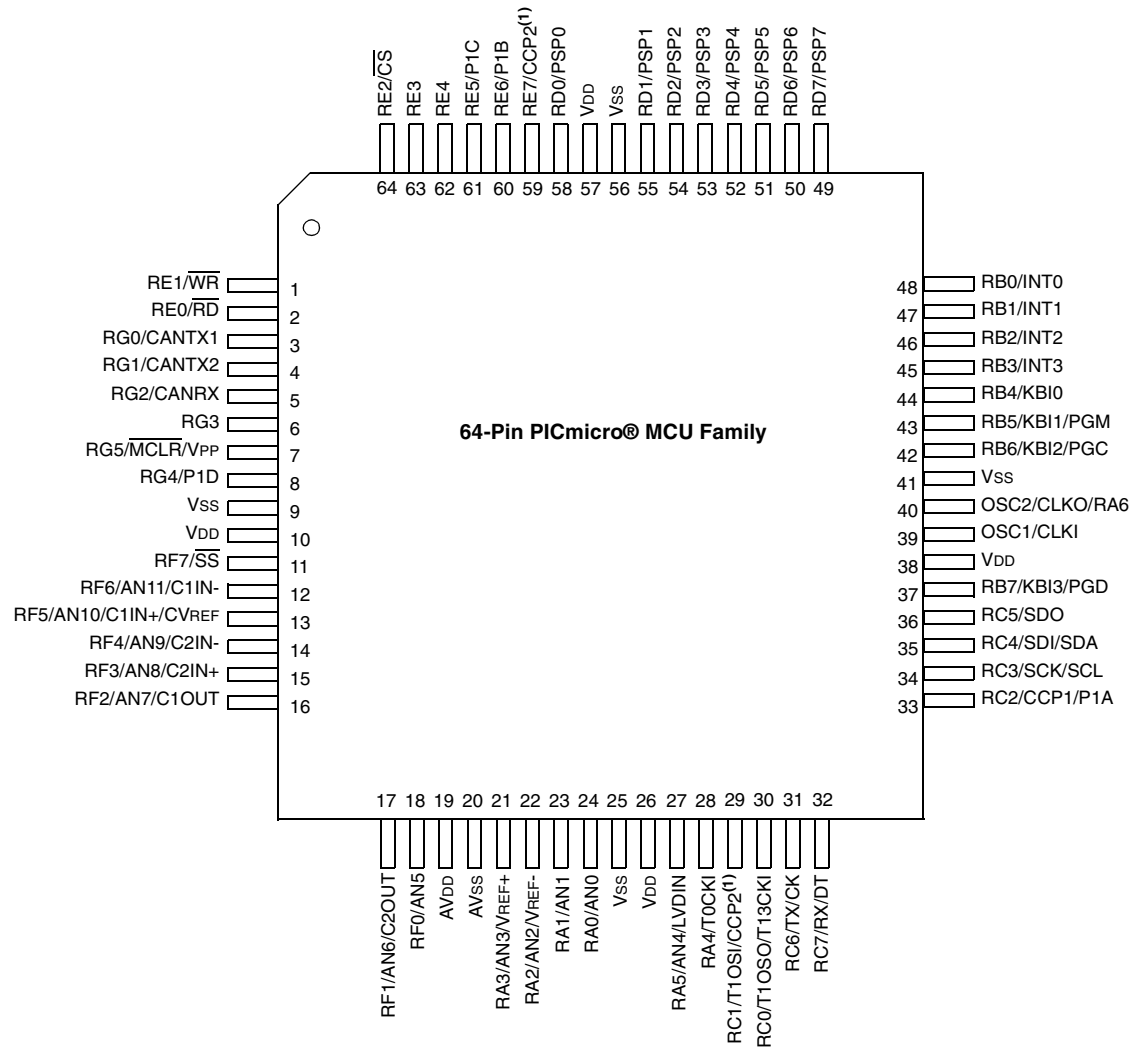 RE2/C̅S̅
RE3
RE4
RE5/P1C
RE6/P1B
RE7/CCP2(1)
RD0/PSP0
VDD
VSS
RD1/PSP1
RD2/PSP2
RD3/PSP3
RD4/PSP4
RD5/PSP5
RD6/PSP6
RD7/PSP7
64 63 62 61 60 59 58 57 56 55 54 53 52 51 50 49
RE1/W̅R̅ 1
RE0/R̅D̅ 2
RG0/CANTX1 3
RG1/CANTX2 4
RG2/CANRX 5
RG3 6
RG5/M̅C̅L̅R̅/VPP 7
RG4/P1D 8
VSS 9
VDD 10
RF7/S̅S̅ 11
RF6/AN11/C1IN- 12
RF5/AN10/C1IN+/CVREF 13
RF4/AN9/C2IN- 14
RF3/AN8/C2IN+ 15
RF2/AN7/C1OUT 16
64-Pin PICmicro® MCU Family
48 RB0/INT0
47 RB1/INT1
46 RB2/INT2
45 RB3/INT3
44 RB4/KBI0
43 RB5/KBI1/PGM
42 RB6/KBI2/PGC
41 VSS
40 OSC2/CLKO/RA6
39 OSC1/CLKI
38 VDD
37 RB7/KBI3/PGD
36 RC5/SDO
35 RC4/SDI/SDA
34 RC3/SCK/SCL
33 RC2/CCP1/P1A
17 18 19 20 21 22 23 24 25 26 27 28 29 30 31 32
RF1/AN6/C2OUT
RF0/AN5
AVDD
AVSS
RA3/AN3/VREF+
RA2/AN2/VREF-
RA1/AN1
RA0/AN0
VSS
VDD
RA5/AN4/LVDIN
RA4/T0CKI
RC1/T1OSI/CCP2(1)
RC0/T1OSO/T13CKI
RC6/TX/CK
RC7/RX/DT